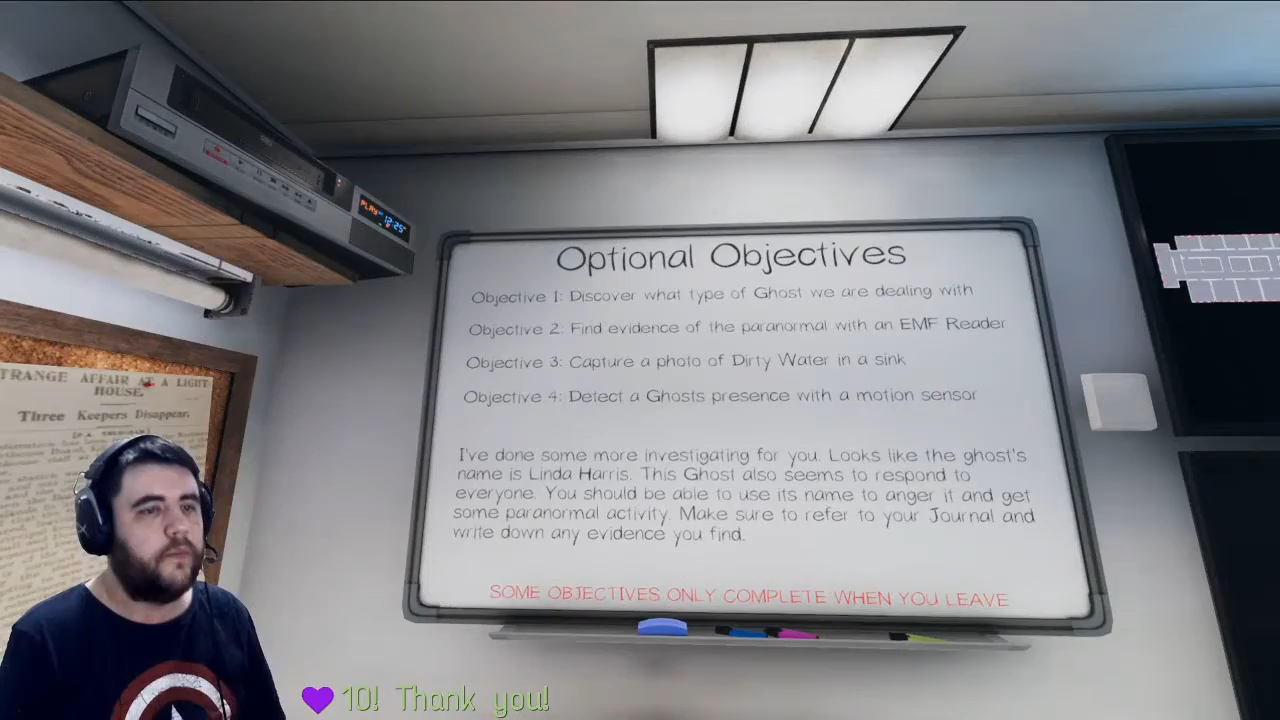 PLAY 12:25
TRANGE AFFAIR AT A LIGHT
HOUSE.
Three Keepers Disappear.
Optional Objectives
Objective 1: Discover what type of Ghost we are dealing with
Objective 2: Find evidence of the paranormal with an EMF Reader
Objective 3: Capture a photo of Dirty Water in a sink
Objective 4: Detect a Ghosts presence with a motion sensor
I've done some more investigating for you. Looks like the ghost's
name is Linda Harris. This Ghost also seems to respond to
everyone. You should be able to use its name to anger it and get
some paranormal activity. Make sure to refer to your Journal and
write down any evidence you find.
SOME OBJECTIVES ONLY COMPLETE WHEN YOU LEAVE
10! Thank you!